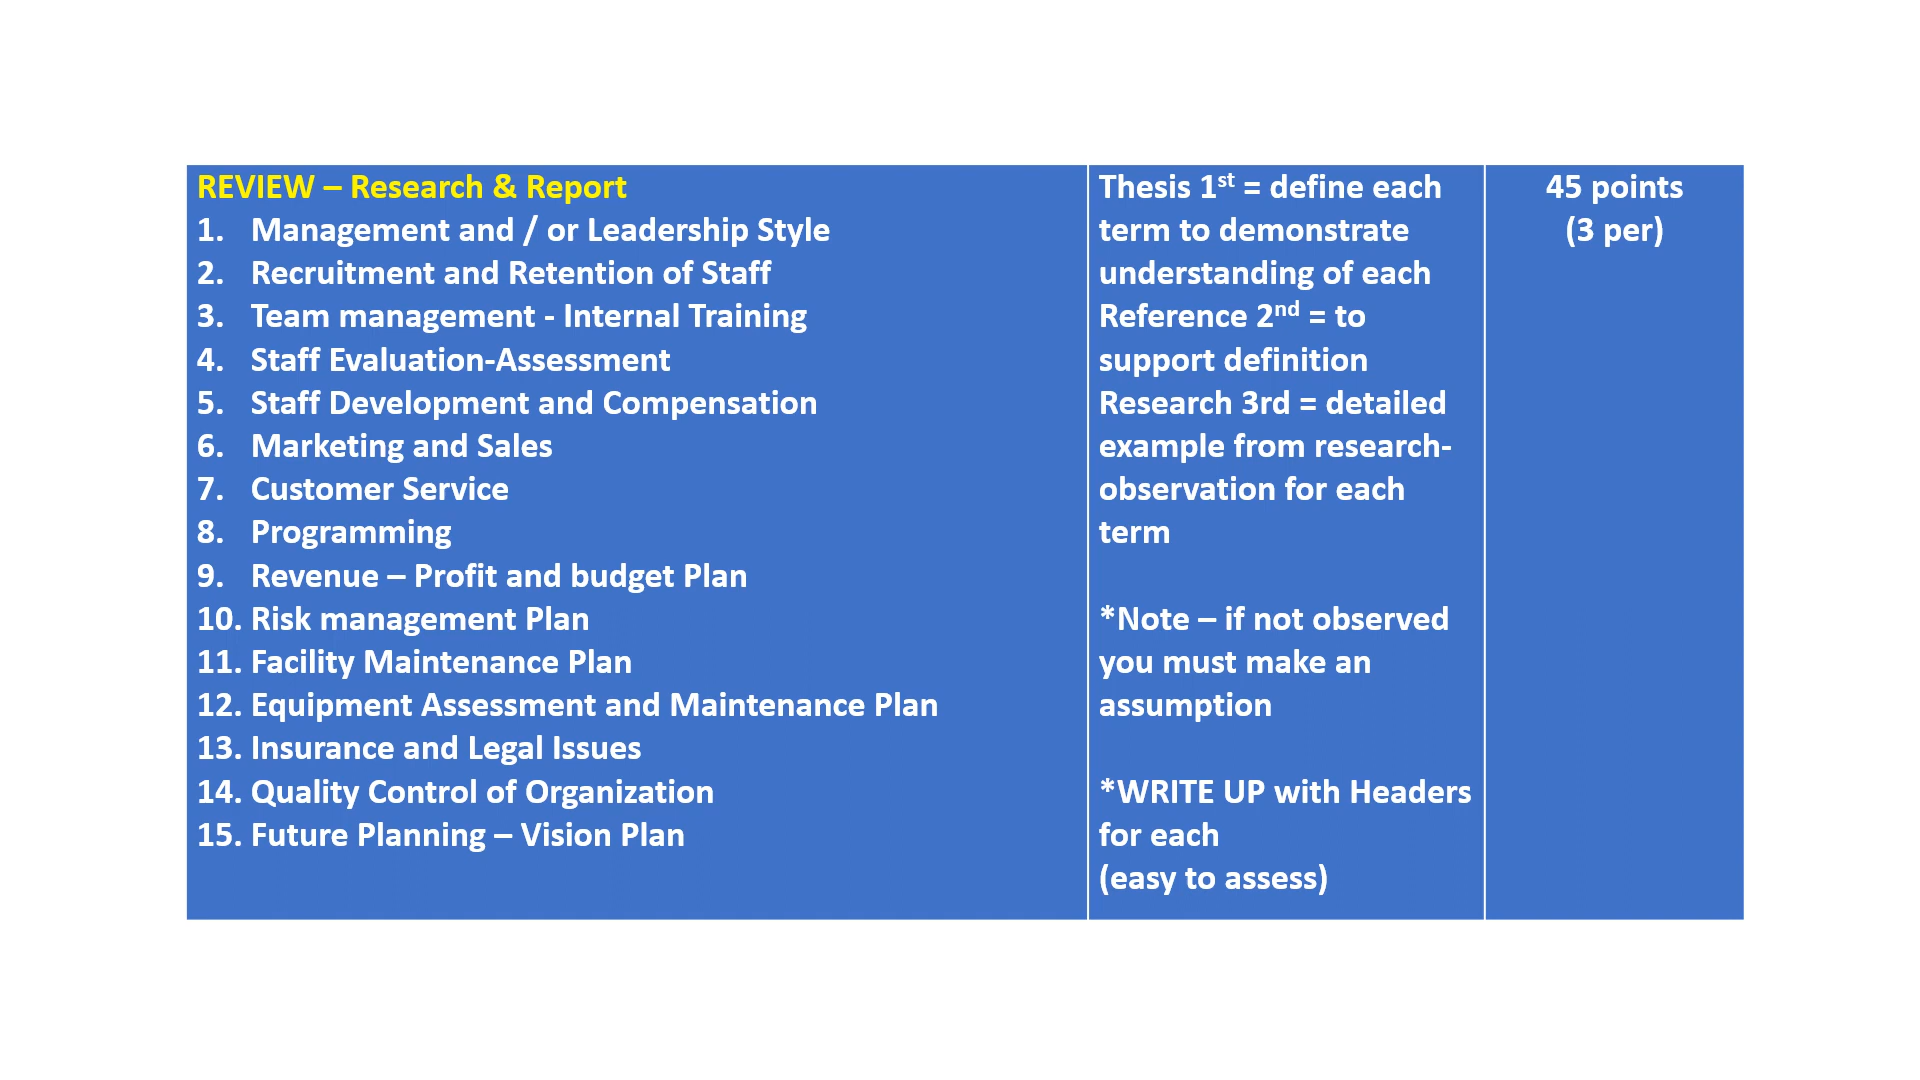 REVIEW – Research & Report
1. Management and / or Leadership Style
2. Recruitment and Retention of Staff
3. Team management - Internal Training
4. Staff Evaluation-Assessment
5. Staff Development and Compensation
6. Marketing and Sales
7. Customer Service
8. Programming
9. Revenue – Profit and budget Plan
10. Risk management Plan
11. Facility Maintenance Plan
12. Equipment Assessment and Maintenance Plan
13. Insurance and Legal Issues
14. Quality Control of Organization
15. Future Planning – Vision Plan
Thesis 1st = define each
term to demonstrate
understanding of each
Reference 2nd = to
support definition
Research 3rd = detailed
example from research-
observation for each
term
*Note – if not observed
you must make an
assumption
*WRITE UP with Headers
for each
(easy to assess)
45 points
(3 per)